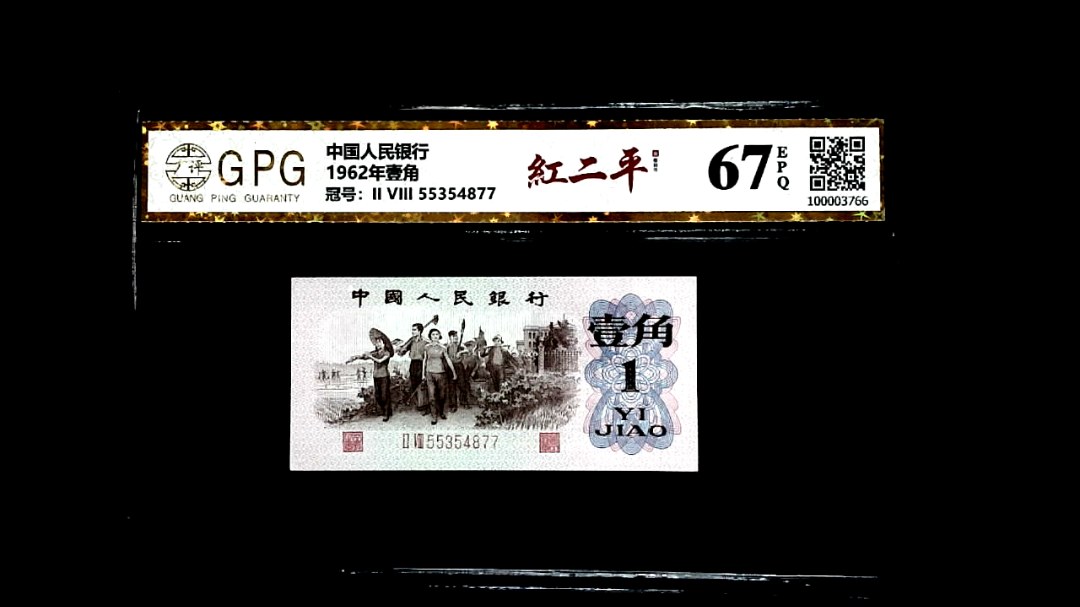 GPG
GUANG PING GUARANTY
中国人民银行
1962年壹角
冠号：II VIII 55354877
紅二平
67
EPQ
100003766
中國人民銀行
壹角
1
YI
JIAO
II VIII 55354877